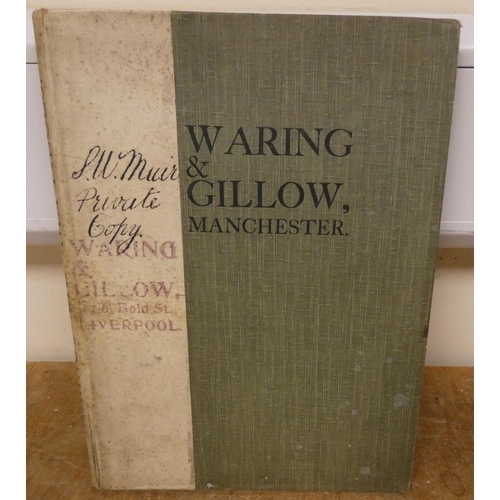 S.W. Muir
Private
Copy.
WARING
&
GILLOW,
Bold St.
LIVERPOOL
WARING
&
GILLOW,
MANCHESTER.